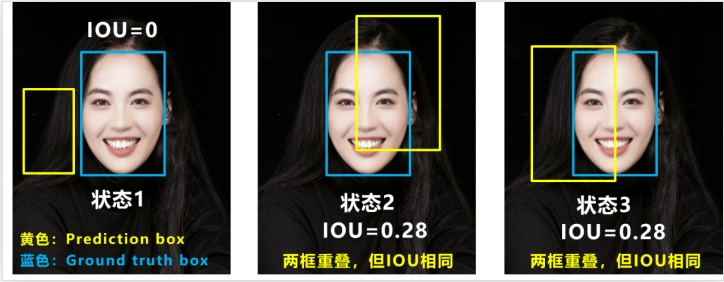 IOU=0
状态1
黄色：Prediction box
蓝色：Ground truth box
状态2
IOU=0.28
两框重叠，但IOU相同
状态3
IOU=0.28
两框重叠，但IOU相同